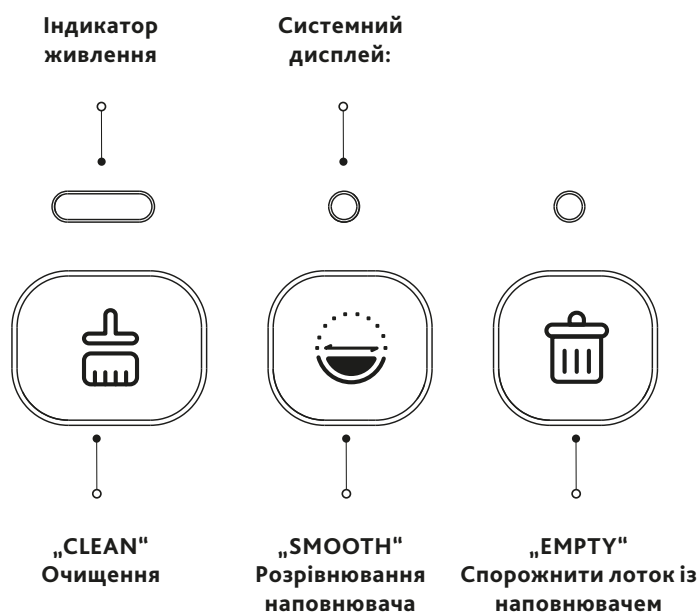 Індикатор
живлення
Системний
дисплей:
„CLEAN“
Очищення
„SMOOTH“
Розрівнювання
наповнювача
„EMPTY“
Спорожнити лоток із
наповнювачем